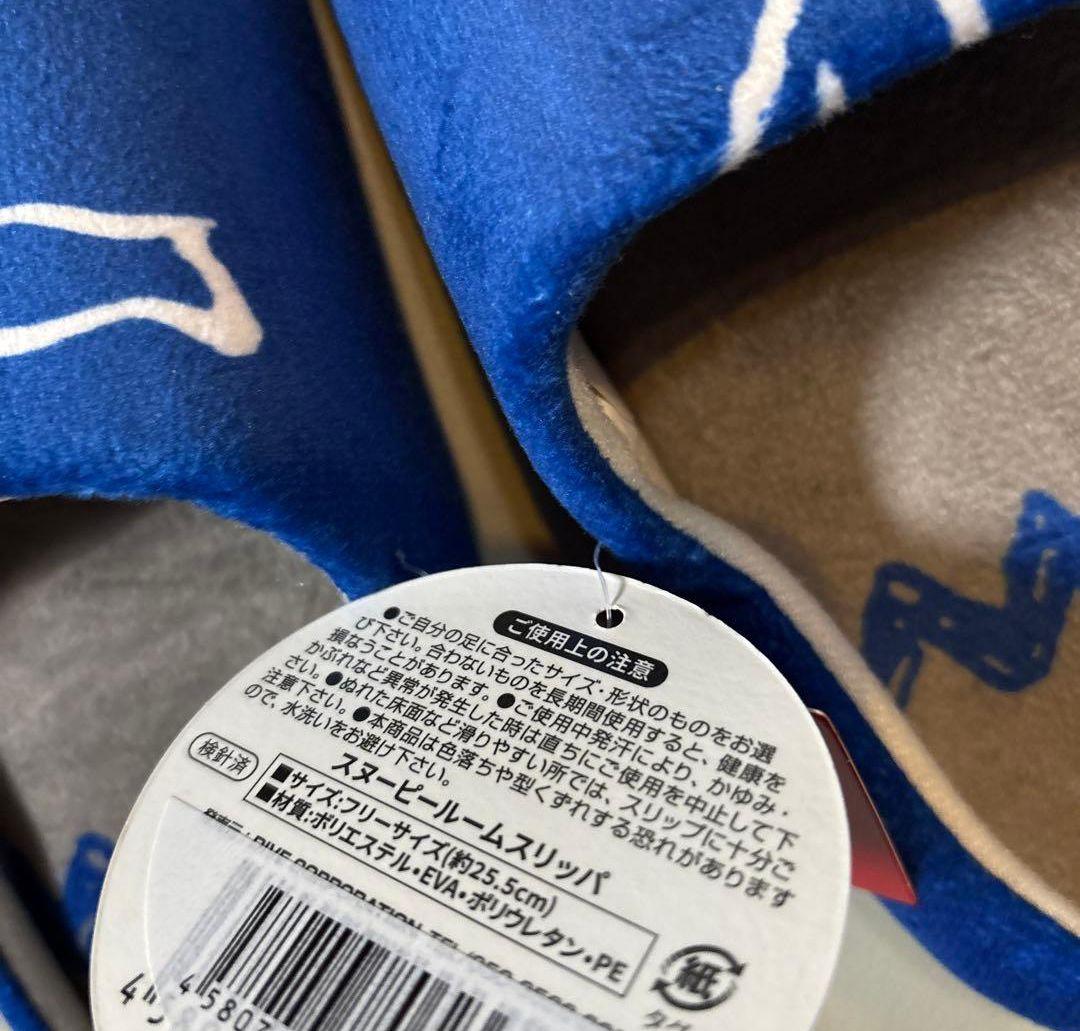 ご使用上の注意
●ご自分の足に合ったサイズ・形状のものをお選
び下さい。合わないものを長期間使用すると、健康を
損なうことがあります。●ご使用中発汗により、かゆみ・
かぶれなど異常が発生した時は直ちにご使用を中止して下
さい。●ぬれた床面など滑りやすい所では、スリップに十分ご
注意下さい。●本商品は色落ちや型くずれする恐れがあります
ので、水洗いをお避け下さい。
検針済
スヌーピールームスリッパ
■サイズ:フリーサイズ(約25.5cm)
■材質:ポリエステル・EVA・ポリウレタン・PE
紙
タグ
4 5807